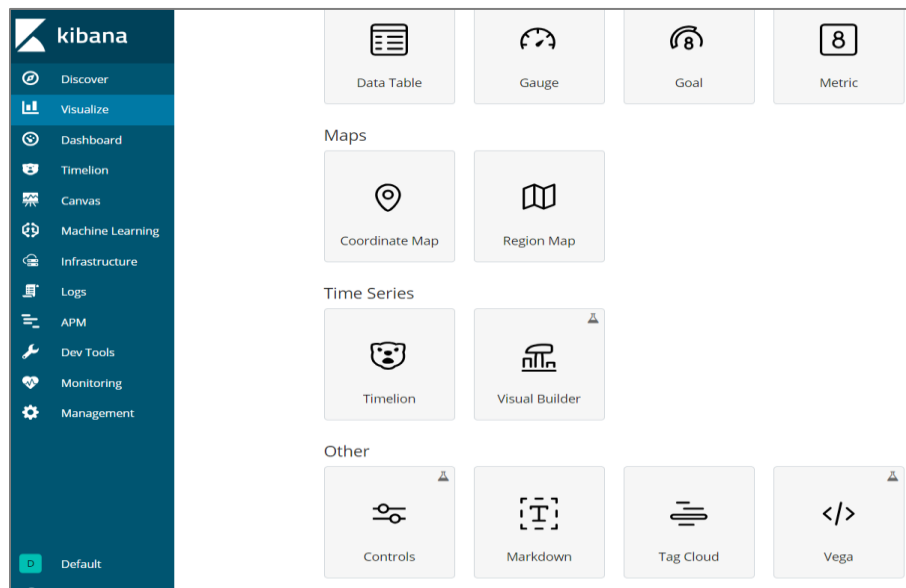 kibana
Discover
Visualize
Dashboard
Timelion
Canvas
Machine Learning
Infrastructure
Logs
APM
Dev Tools
Monitoring
Management
D Default
8 8
Data Table Gauge Goal Metric
Maps
Coordinate Map Region Map
Time Series
Timelion Visual Builder
Other
T </>
Controls Markdown Tag Cloud Vega